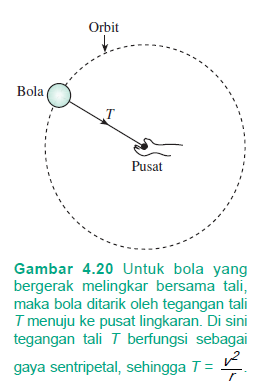 Orbit
Bola
T
Pusat
Gambar 4.20 Untuk bola yang
bergerak melingkar bersama tali,
maka bola ditarik oleh tegangan tali
T menuju ke pusat lingkaran. Di sini
tegangan tali T berfungsi sebagai
gaya sentripetal, sehingga T = v²/r .